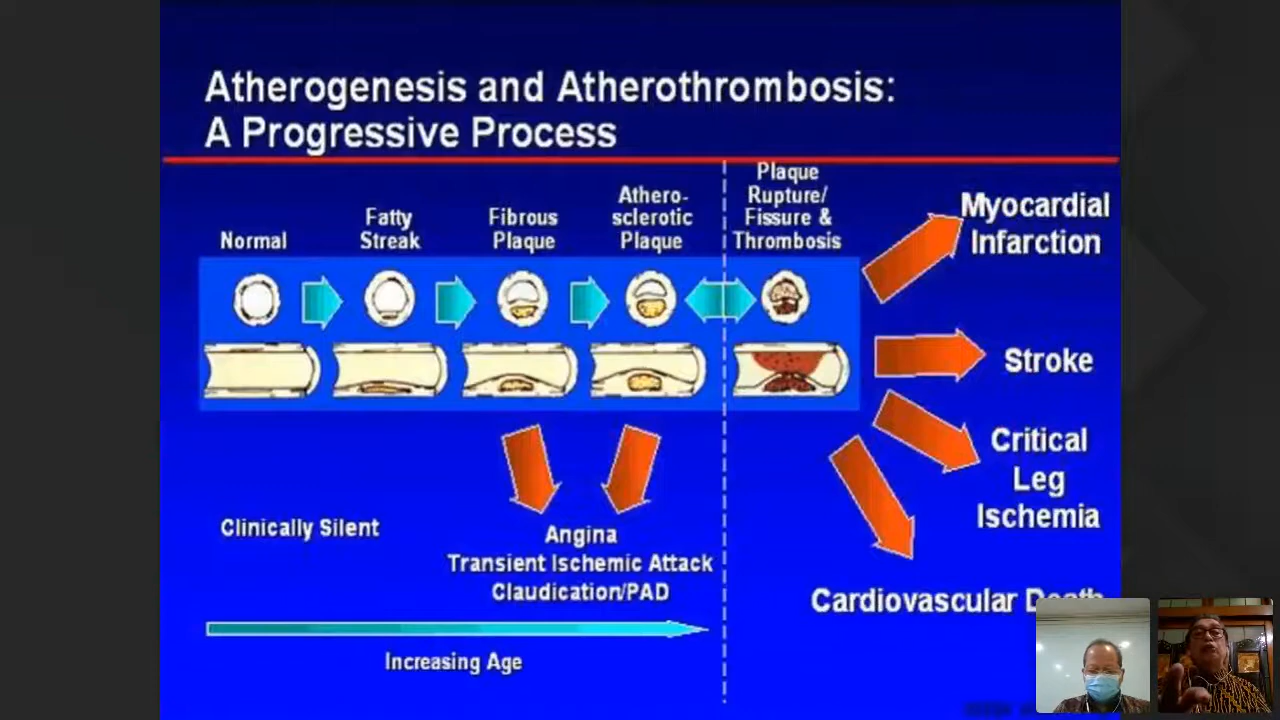 Atherogenesis and Atherothrombosis:
A Progressive Process
Normal
Fatty
Streak
Fibrous
Plaque
Athero-
sclerotic
Plaque
Plaque
Rupture/
Fissure &
Thrombosis
Myocardial
Infarction
Stroke
Critical
Leg
Ischemia
Clinically Silent
Angina
Transient Ischemic Attack
Claudication/PAD
Cardiovascular Death
Increasing Age